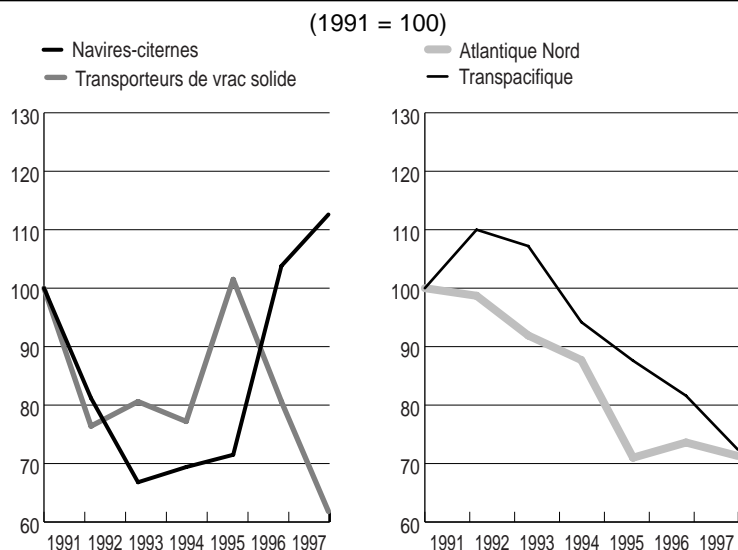 (1991 = 100)
Navires-citernes
Transporteurs de vrac solide
Atlantique Nord
Transpacifique
130
120
110
100
90
80
70
60
1991 1992 1993 1994 1995 1996 1997
130
120
110
100
90
80
70
60
1991 1992 1993 1994 1995 1996 1997